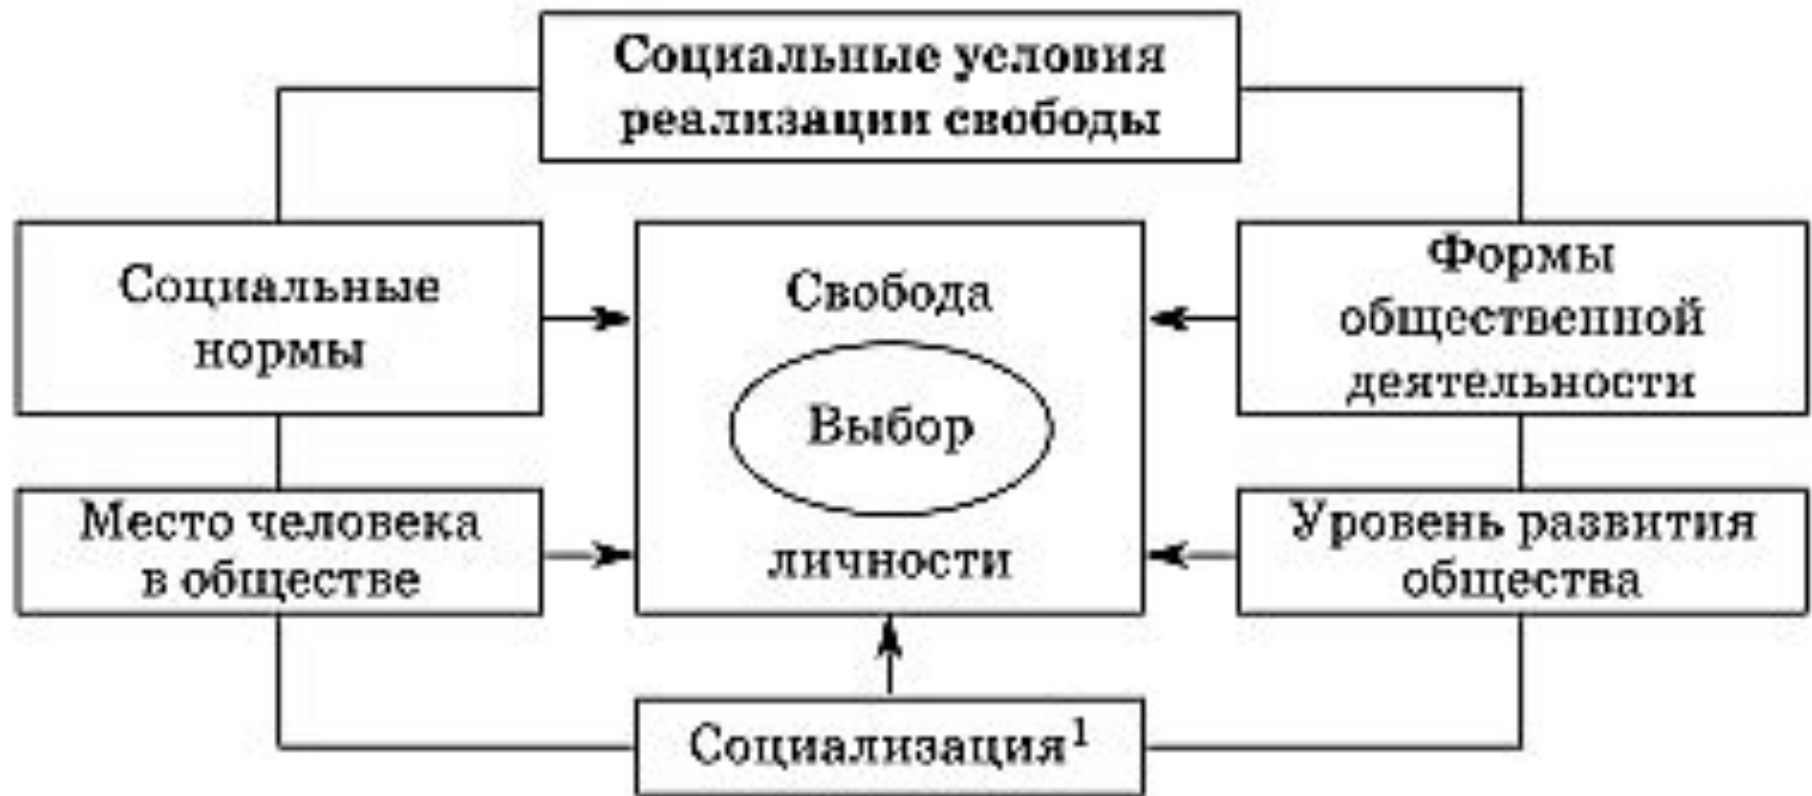 Социальные условия
реализации свободы
Социальные
нормы
Свобода
Выбор
личности
Формы
общественной
деятельности
Место человека
в обществе
Уровень развития
общества
Социализация¹